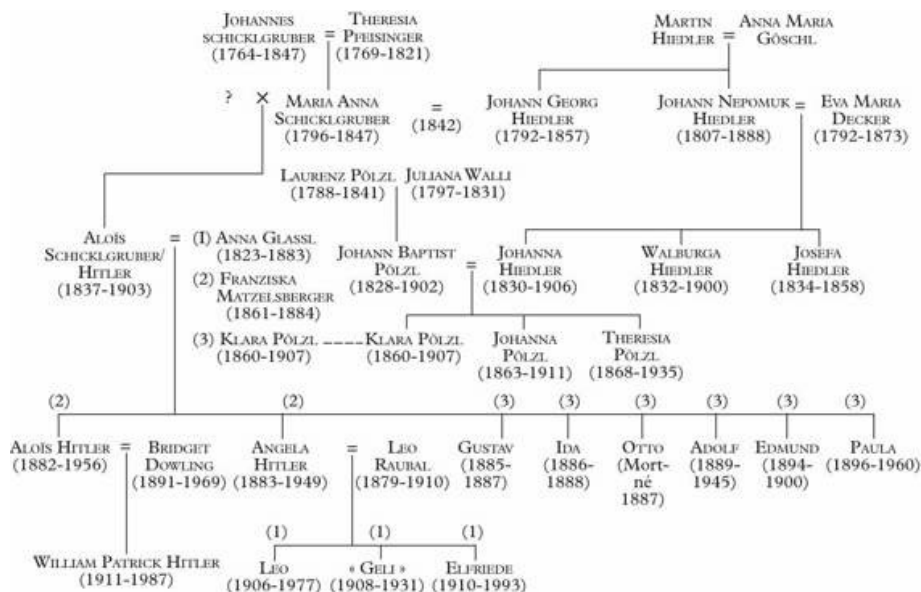 JOHANNES SCHICKLGRUBER (1764-1847) = THERESIA PFEISINGER (1769-1821)
MARTIN HIEDLER = ANNA MARIA GÖSCHL
? × MARIA ANNA SCHICKLGRUBER (1796-1847) = (1842) JOHANN GEORG HIEDLER (1792-1857)
JOHANN NEPOMUK HIEDLER (1807-1888) = EVA MARIA DECKER (1792-1873)
LAURENZ PÖLZL (1788-1841)
JULIANA WALLI (1797-1831)
ALOÏS SCHICKLGRUBER/ HITLER (1837-1903) = (1) ANNA GLASSL (1823-1883)
(2) FRANZISKA MATZELSBERGER (1861-1884)
(3) KLARA PÖLZL (1860-1907)
JOHANN BAPTIST PÖLZL (1828-1902) = JOHANNA HIEDLER (1830-1906)
WALBURGA HIEDLER (1832-1900)
JOSEFA HIEDLER (1834-1858)
KLARA PÖLZL (1860-1907)
JOHANNA PÖLZL (1863-1911)
THERESIA PÖLZL (1868-1935)
(2) (2) (3) (3) (3) (3) (3) (3)
ALOÏS HITLER (1882-1956) = BRIDGET DOWLING (1891-1969)
ANGELA HITLER (1883-1949) = LEO RAUBAL (1879-1910)
GUSTAV (1885-1887)
IDA (1886-1888)
OTTO (Mort-né 1887)
ADOLF (1889-1945)
EDMUND (1894-1900)
PAULA (1896-1960)
WILLIAM PATRICK HITLER (1911-1987)
(1) (1) (1)
LEO (1906-1977)
« GELI » (1908-1931)
ELFRIEDE (1910-1993)